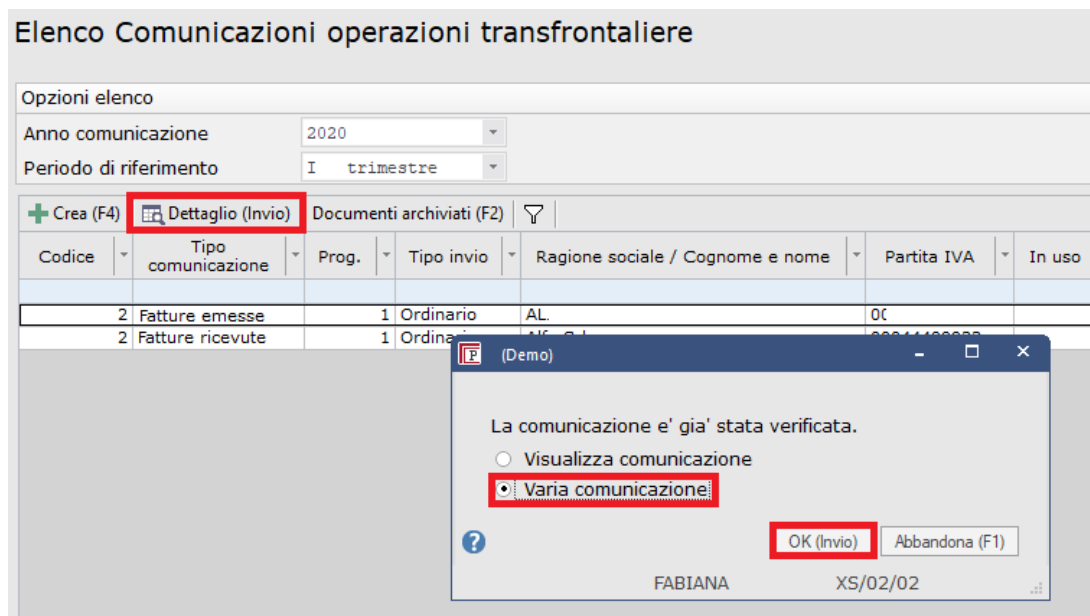 Elenco Comunicazioni operazioni transfrontaliere
Opzioni elenco
Anno comunicazione 2020
Periodo di riferimento I trimestre
Crea (F4) Dettaglio (Invio) Documenti archiviati (F2)
Codice Tipo comunicazione Prog. Tipo invio Ragione sociale / Cognome e nome Partita IVA In uso
2 Fatture emesse 1 Ordinario AL.
2 Fatture ricevute 1
P (Demo)
La comunicazione e' gia' stata verificata.
Visualizza comunicazione
Varia comunicazione
? OK (Invio) Abbandona (F1)
FABIANA XS/02/02